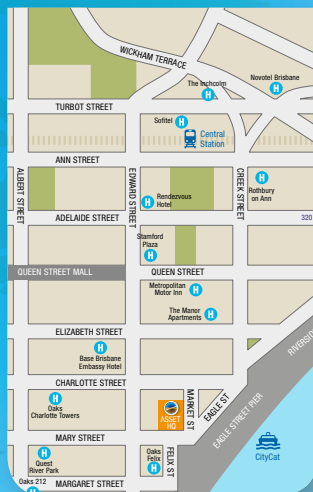 WICKHAM TERRACE
The Inchcolm
H
Novotel Brisbane
H
TURBOT STREET
Sofitel H
Central
Station
ANN STREET
ALBERT STREET
EDWARD STREET
CREEK STREET
H
Rendezvous
Hotel
H
Rothbury
on Ann
ADELAIDE STREET
320
Stamford
Plaza
H
QUEEN STREET MALL
QUEEN STREET
Metropolitan
Motor Inn
H
The Manor
Apartments
H
ELIZABETH STREET
H
Base Brisbane
Embassy Hotel
RIVERSID
CHARLOTTE STREET
H
Oaks
Charlotte Towers
ASSET
HQ
MARKET ST
EAGLE ST
EAGLE STREET PIER
MARY STREET
H
Quest
River Park
Oaks
Felix
H
FELIX ST
CityCat
Oaks 212
H
MARGARET STREET